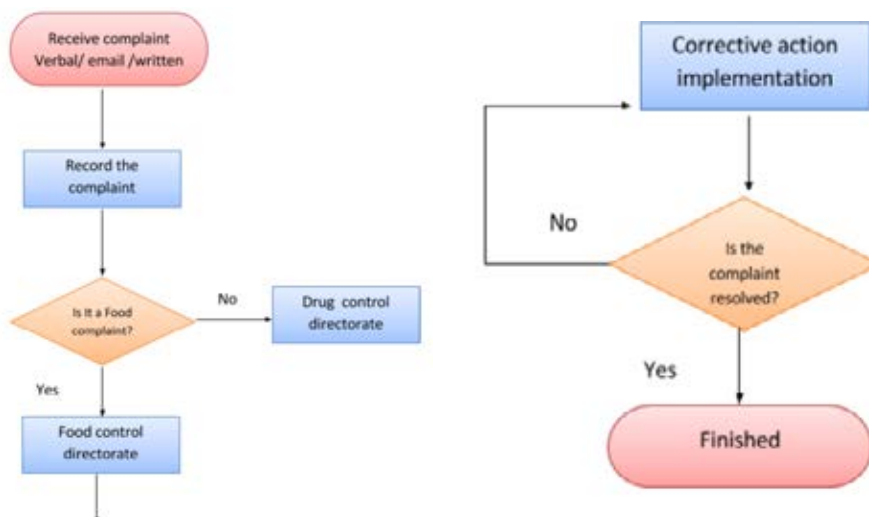 Receive complaint
Verbal/ email /written
Record the
complaint
Is It a Food
complaint?
No
Drug control
directorate
Yes
Food control
directorate
Corrective action
implementation
No
Is the
complaint
resolved?
Yes
Finished